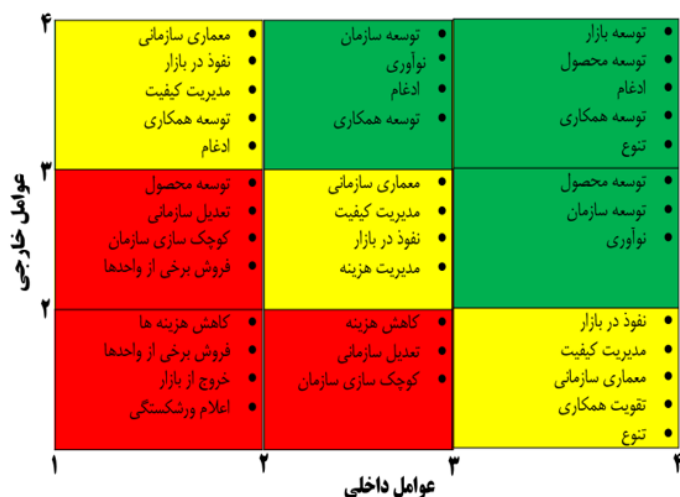 ۴
توسعه بازار
توسعه محصول
ادغام
توسعه همکاری
تنوع
توسعه سازمان
نوآوری
ادغام
توسعه همکاری
معماری سازمانی
نفوذ در بازار
مدیریت کیفیت
توسعه همکاری
ادغام
۳
توسعه محصول
توسعه سازمان
نوآوری
معماری سازمانی
مدیریت کیفیت
نفوذ در بازار
مدیریت هزینه
توسعه محصول
تعدیل سازمانی
کوچک سازی سازمان
فروش برخی از واحدها
عوامل خارجی
۲
نفوذ در بازار
مدیریت کیفیت
معماری سازمانی
تقویت همکاری
تنوع
کاهش هزینه
تعدیل سازمانی
کوچک سازی سازمان
کاهش هزینه ها
فروش برخی از واحدها
خروج از بازار
اعلام ورشکستگی
۱ ۲ ۳ ۴
عوامل داخلی